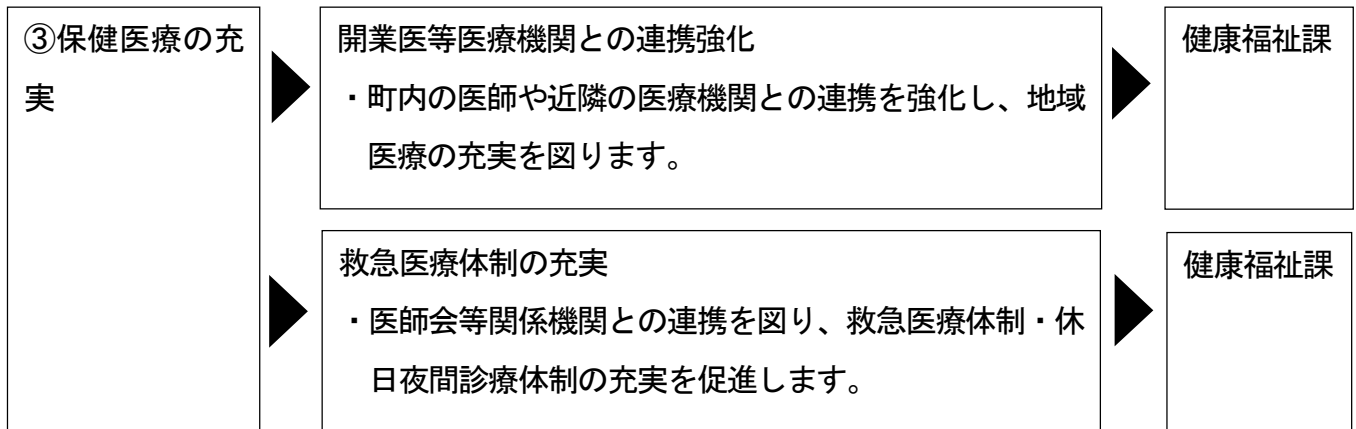 ③保健医療の充
実
開業医等医療機関との連携強化
・町内の医師や近隣の医療機関との連携を強化し、地域
医療の充実を図ります。
健康福祉課
救急医療体制の充実
・医師会等関係機関との連携を図り、救急医療体制・休
日夜間診療体制の充実を促進します。
健康福祉課